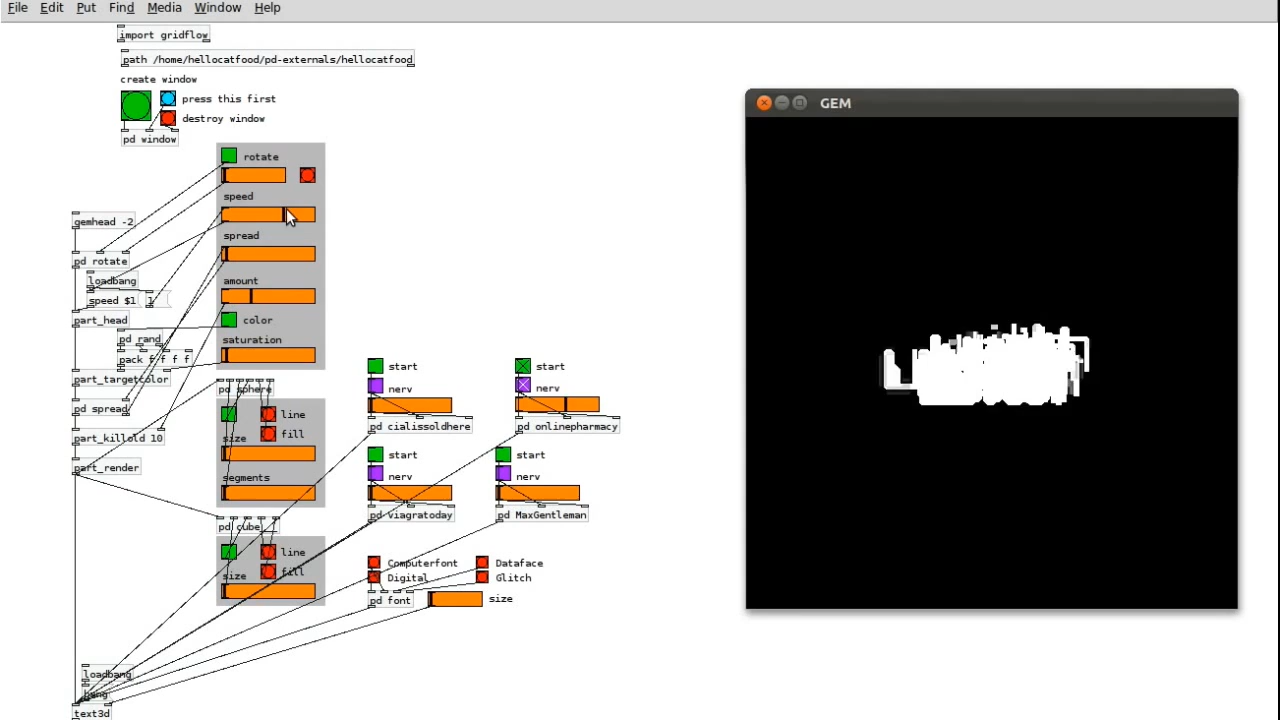 File Edit Put Find Media Window Help
import gridflow
path /home/hellocatfood/pd-externals/hellocatfood
create window
press this first
destroy window
pd window
GEM
rotate
speed
gemhead -2
spread
pd rotate
loadbang
amount
speed $1 1
part_head
color
pd rand
saturation
pack f f f f
part_targetcolor
start
start
pd sphere
nerv
nerv
pd spread
line
size
fill
pd cialissoldhere
pd onlinepharmacy
part_killold 10
start
start
part_render
segments
nerv
nerv
pd viagratoday
pd MaxGentleman
pd cube
line
size
fill
Computerfont
Dataface
Digital
Glitch
pd font
size
loadbang
bang
text3d